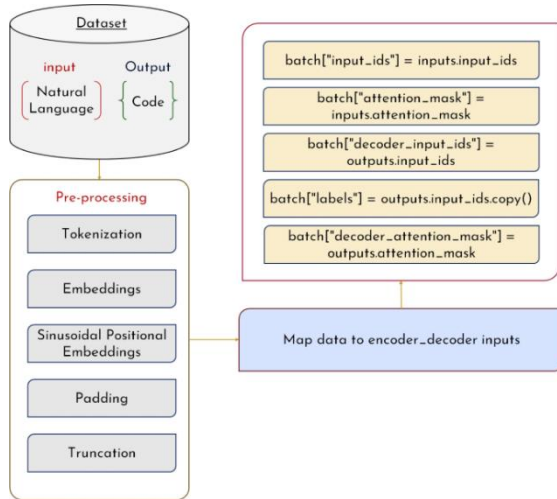 Dataset
input
Output
Natural
Language
Code
Pre-processing
Tokenization
Embeddings
Sinusoidal Positional
Embeddings
Padding
Truncation
batch["input_ids"] = inputs.input_ids
batch["attention_mask"] =
inputs.attention_mask
batch["decoder_input_ids"] =
outputs.input_ids
batch["labels"] = outputs.input_ids.copy()
batch["decoder_attention_mask"] =
outputs.attention_mask
Map data to encoder_decoder inputs